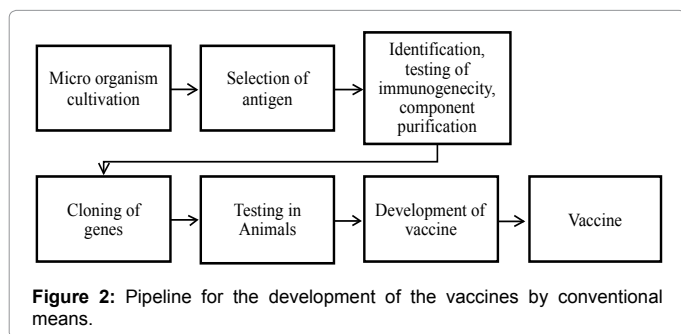 Micro organism
cultivation
Selection of
antigen
Identification,
testing of
immunogenecity,
component
purification
Cloning of
genes
Testing in
Animals
Development of
vaccine
Vaccine
Figure 2: Pipeline for the development of the vaccines by conventional
means.